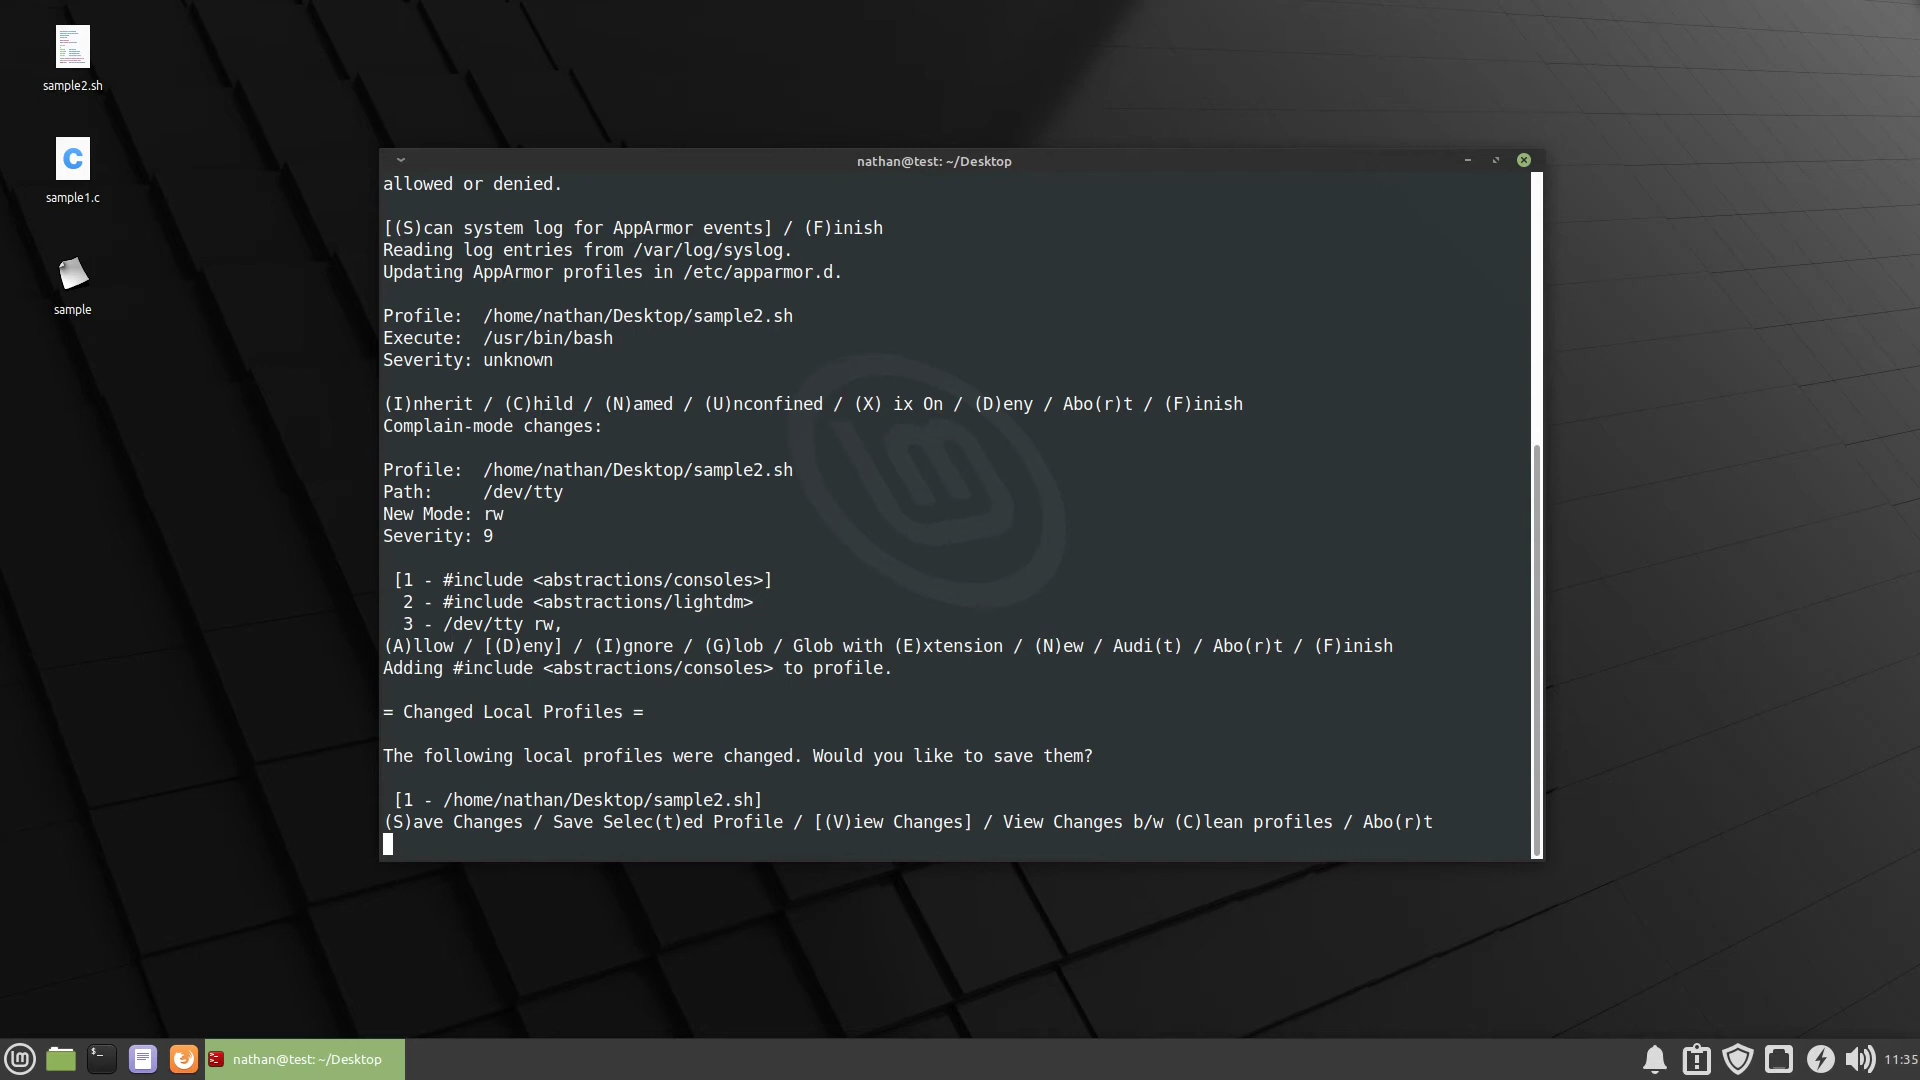 sample2.sh
C
sample1.c
sample
nathan@test: ~/Desktop
allowed or denied.
[(S)can system log for AppArmor events] / (F)inish
Reading log entries from /var/log/syslog.
Updating AppArmor profiles in /etc/apparmor.d.
Profile:  /home/nathan/Desktop/sample2.sh
Execute:  /usr/bin/bash
Severity: unknown
(I)nherit / (C)hild / (N)amed / (U)nconfined / (X) ix On / (D)eny / Abo(r)t / (F)inish
Complain-mode changes:
Profile:  /home/nathan/Desktop/sample2.sh
Path:     /dev/tty
New Mode: rw
Severity: 9
[1 - #include <abstractions/consoles>]
2 - #include <abstractions/lightdm>
3 - /dev/tty rw,
(A)llow / [(D)eny] / (I)gnore / (G)lob / Glob with (E)xtension / (N)ew / Audi(t) / Abo(r)t / (F)inish
Adding #include <abstractions/consoles> to profile.
= Changed Local Profiles =
The following local profiles were changed. Would you like to save them?
[1 - /home/nathan/Desktop/sample2.sh]
(S)ave Changes / Save Selec(t)ed Profile / [(V)iew Changes] / View Changes b/w (C)lean profiles / Abo(r)t
nathan@test: ~/Desktop
11:35